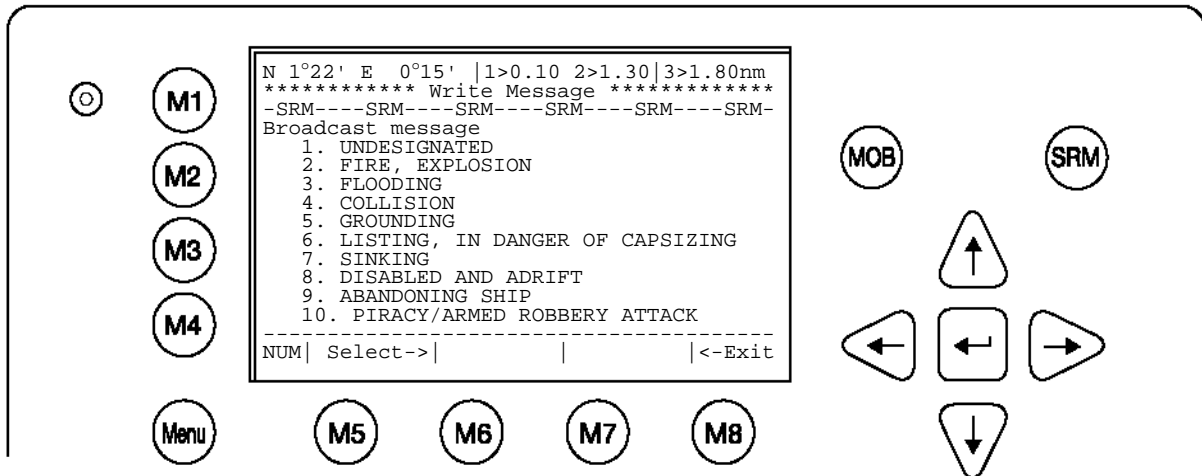 N 1°22' E 0°15' |1>0.10 2>1.30|3>1.80nm
************ Write Message *************
-SRM----SRM----SRM----SRM----SRM----SRM-
Broadcast message
1. UNDESIGNATED
2. FIRE, EXPLOSION
3. FLOODING
4. COLLISION
5. GROUNDING
6. LISTING, IN DANGER OF CAPSIZING
7. SINKING
8. DISABLED AND ADRIFT
9. ABANDONING SHIP
10. PIRACY/ARMED ROBBERY ATTACK
----------------------------------------
NUM| Select->| | |<-Exit
M1
M2
M3
M4
Menu
M5
M6
M7
M8
MOB
SRM